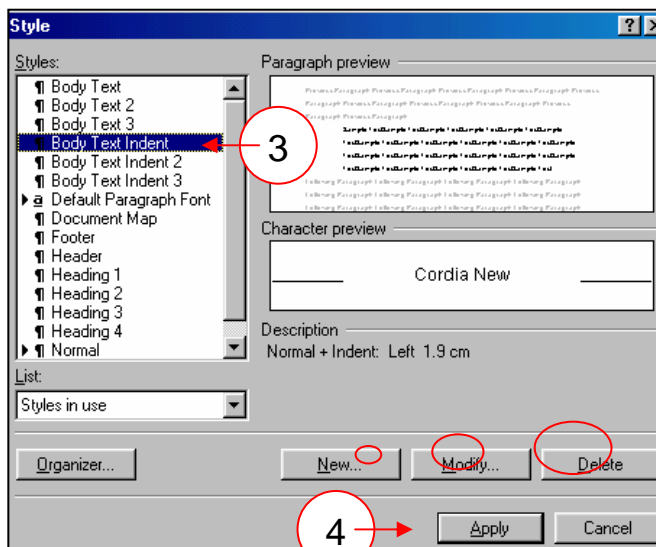 Style
Styles:
¶ Body Text
¶ Body Text 2
¶ Body Text 3
¶ Body Text Indent
¶ Body Text Indent 2
¶ Body Text Indent 3
a Default Paragraph Font
¶ Document Map
¶ Footer
¶ Header
¶ Heading 1
¶ Heading 2
¶ Heading 3
¶ Heading 4
¶ Normal
List:
Styles in use
Paragraph preview
3
Character preview
Cordia New
Description
Normal + Indent: Left 1.9 cm
Organizer...
New...
Modify...
Delete
4
Apply
Cancel